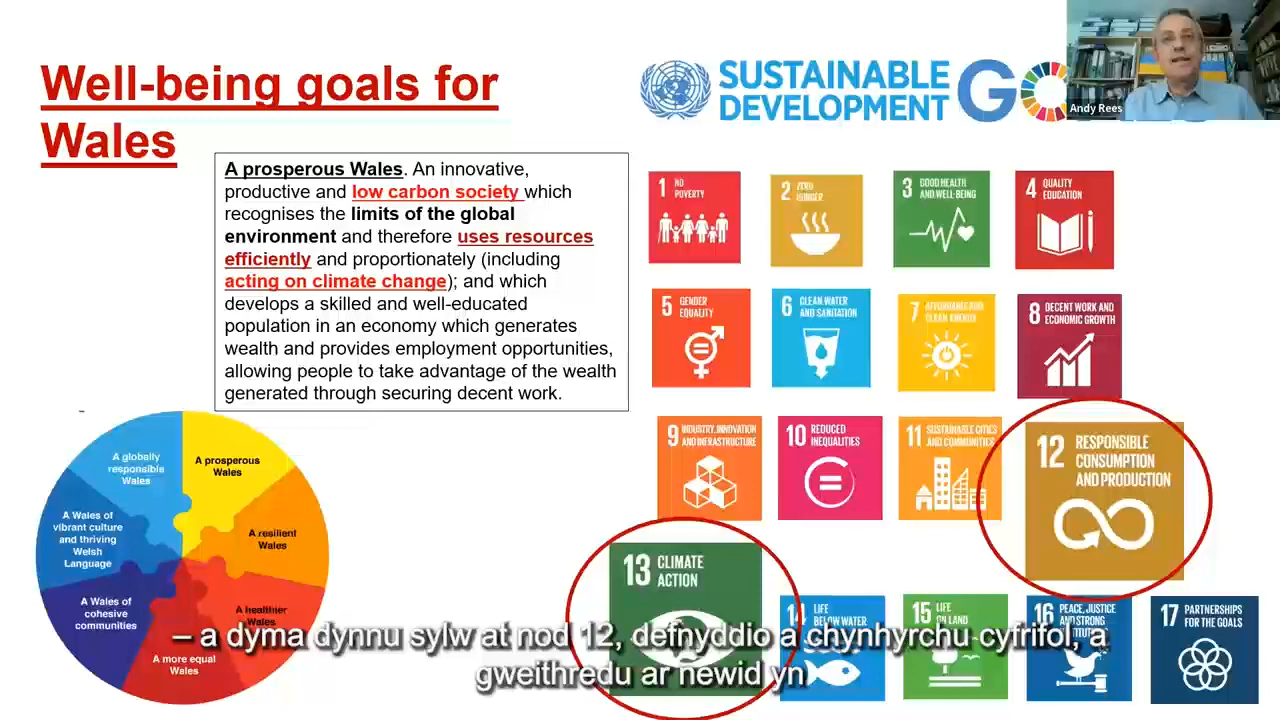 Well-being goals for
Wales
SUSTAINABLE
DEVELOPMENT
Andy Rees
A prosperous Wales. An innovative,
productive and low carbon society which
recognises the limits of the global
environment and therefore uses resources
efficiently and proportionately (including
acting on climate change); and which
develops a skilled and well-educated
population in an economy which generates
wealth and provides employment opportunities,
allowing people to take advantage of the wealth
generated through securing decent work.
1 NO
POVERTY
2 ZERO
HUNGER
3 GOOD HEALTH
AND WELL-BEING
4 QUALITY
EDUCATION
5 GENDER
EQUALITY
6 CLEAN WATER
AND SANITATION
7 AFFORDABLE AND
CLEAN ENERGY
8 DECENT WORK AND
ECONOMIC GROWTH
9 INDUSTRY, INNOVATION
AND INFRASTRUCTURE
10 REDUCED
INEQUALITIES
11 SUSTAINABLE CITIES
AND COMMUNITIES
12 RESPONSIBLE
CONSUMPTION
AND PRODUCTION
13 CLIMATE
ACTION
14 LIFE
BELOW WATER
15 LIFE
ON LAND
16 PEACE, JUSTICE
AND STRONG
17 PARTNERSHIPS
FOR THE GOALS
A globally
responsible
Wales
A prosperous
Wales
A Wales of
vibrant culture
and thriving
Welsh
Language
A resilient
Wales
A Wales of
cohesive
communities
A healthier
Wales
A more equal
Wales
– a dyma dynnu sylw at nod 12, defnyddio a chynhyrchu cyfrifol, a
gweithredu ar newid yn